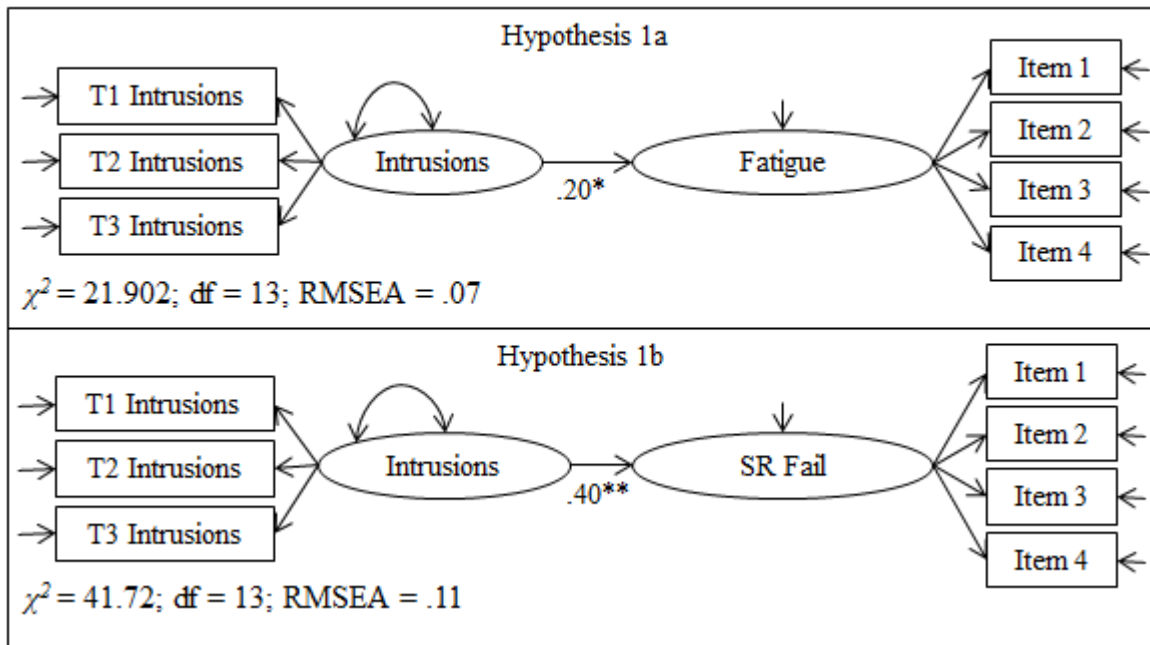 Hypothesis 1a
T1 Intrusions
T2 Intrusions
T3 Intrusions
Intrusions
.20*
Fatigue
Item 1
Item 2
Item 3
Item 4
χ² = 21.902; df = 13; RMSEA = .07
Hypothesis 1b
T1 Intrusions
T2 Intrusions
T3 Intrusions
Intrusions
.40**
SR Fail
Item 1
Item 2
Item 3
Item 4
χ² = 41.72; df = 13; RMSEA = .11